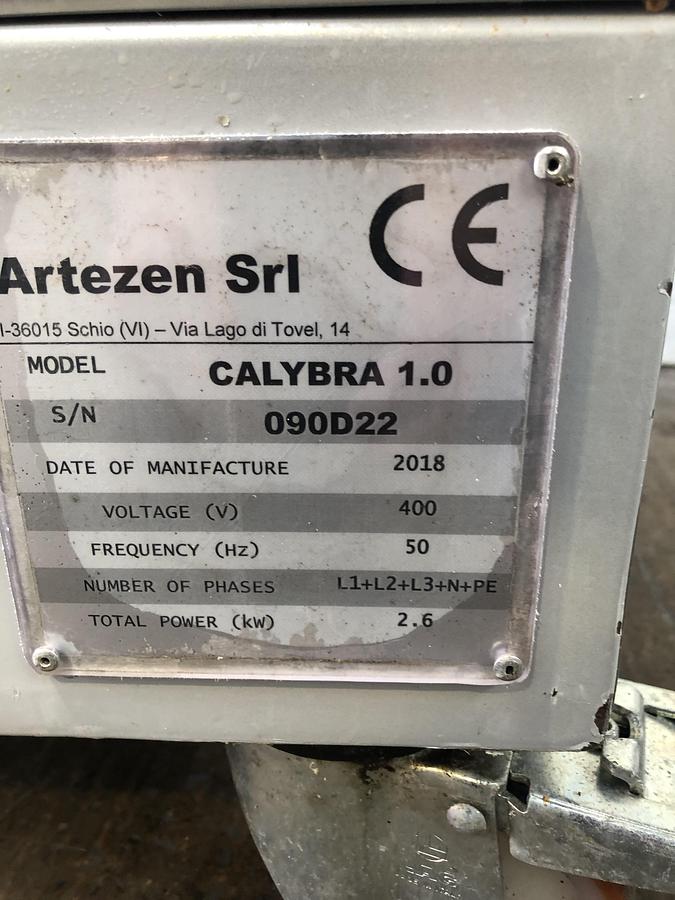 CE
Artezen Srl
I-36015 Schio (VI) – Via Lago di Tovel, 14
MODEL CALYBRA 1.0
S/N 090D22
DATE OF MANIFACTURE 2018
VOLTAGE (V) 400
FREQUENCY (Hz) 50
NUMBER OF PHASES L1+L2+L3+N+PE
TOTAL POWER (kW) 2.6